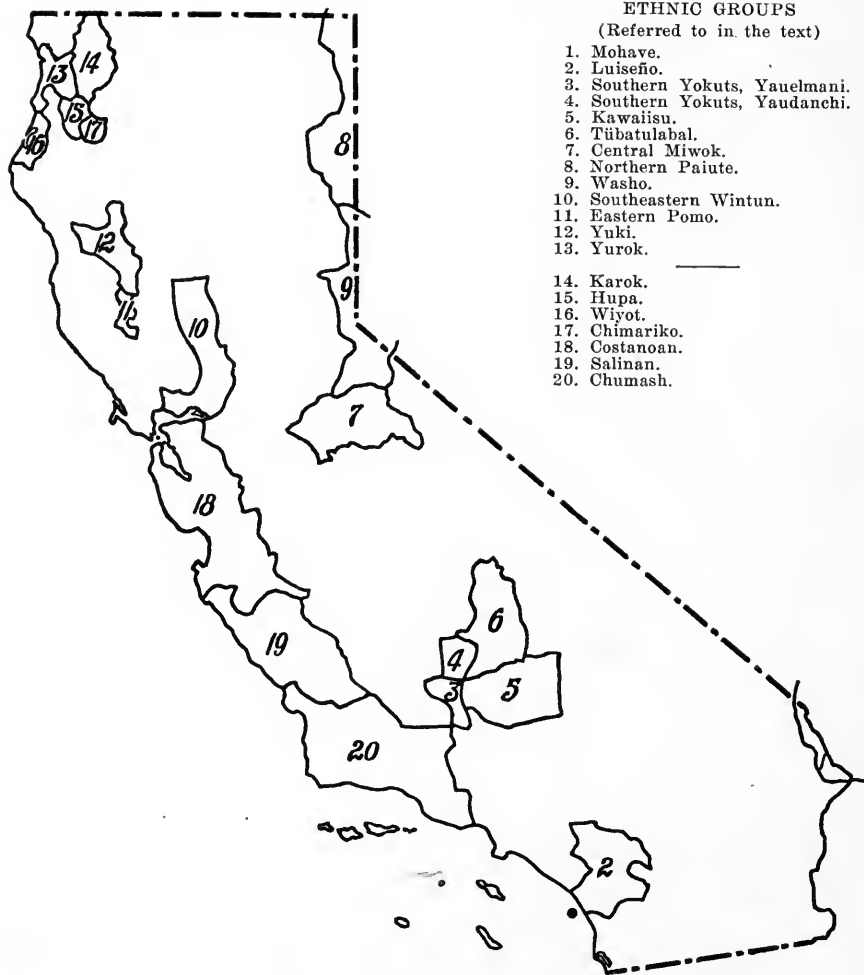 ETHNIC GROUPS
(Referred to in the text)
1. Mohave.
2. Luiseño.
3. Southern Yokuts, Yauelmani.
4. Southern Yokuts, Yaudanchi.
5. Kawaiisu.
6. Tübatulabal.
7. Central Miwok.
8. Northern Paiute.
9. Washo.
10. Southeastern Wintun.
11. Eastern Pomo.
12. Yuki.
13. Yurok.
14. Karok.
15. Hupa.
16. Wiyot.
17. Chimariko.
18. Costanoan.
19. Salinan.
20. Chumash.
13
14
15
17
16
8
12
9
11
10
7
18
6
4
19
3
5
20
2